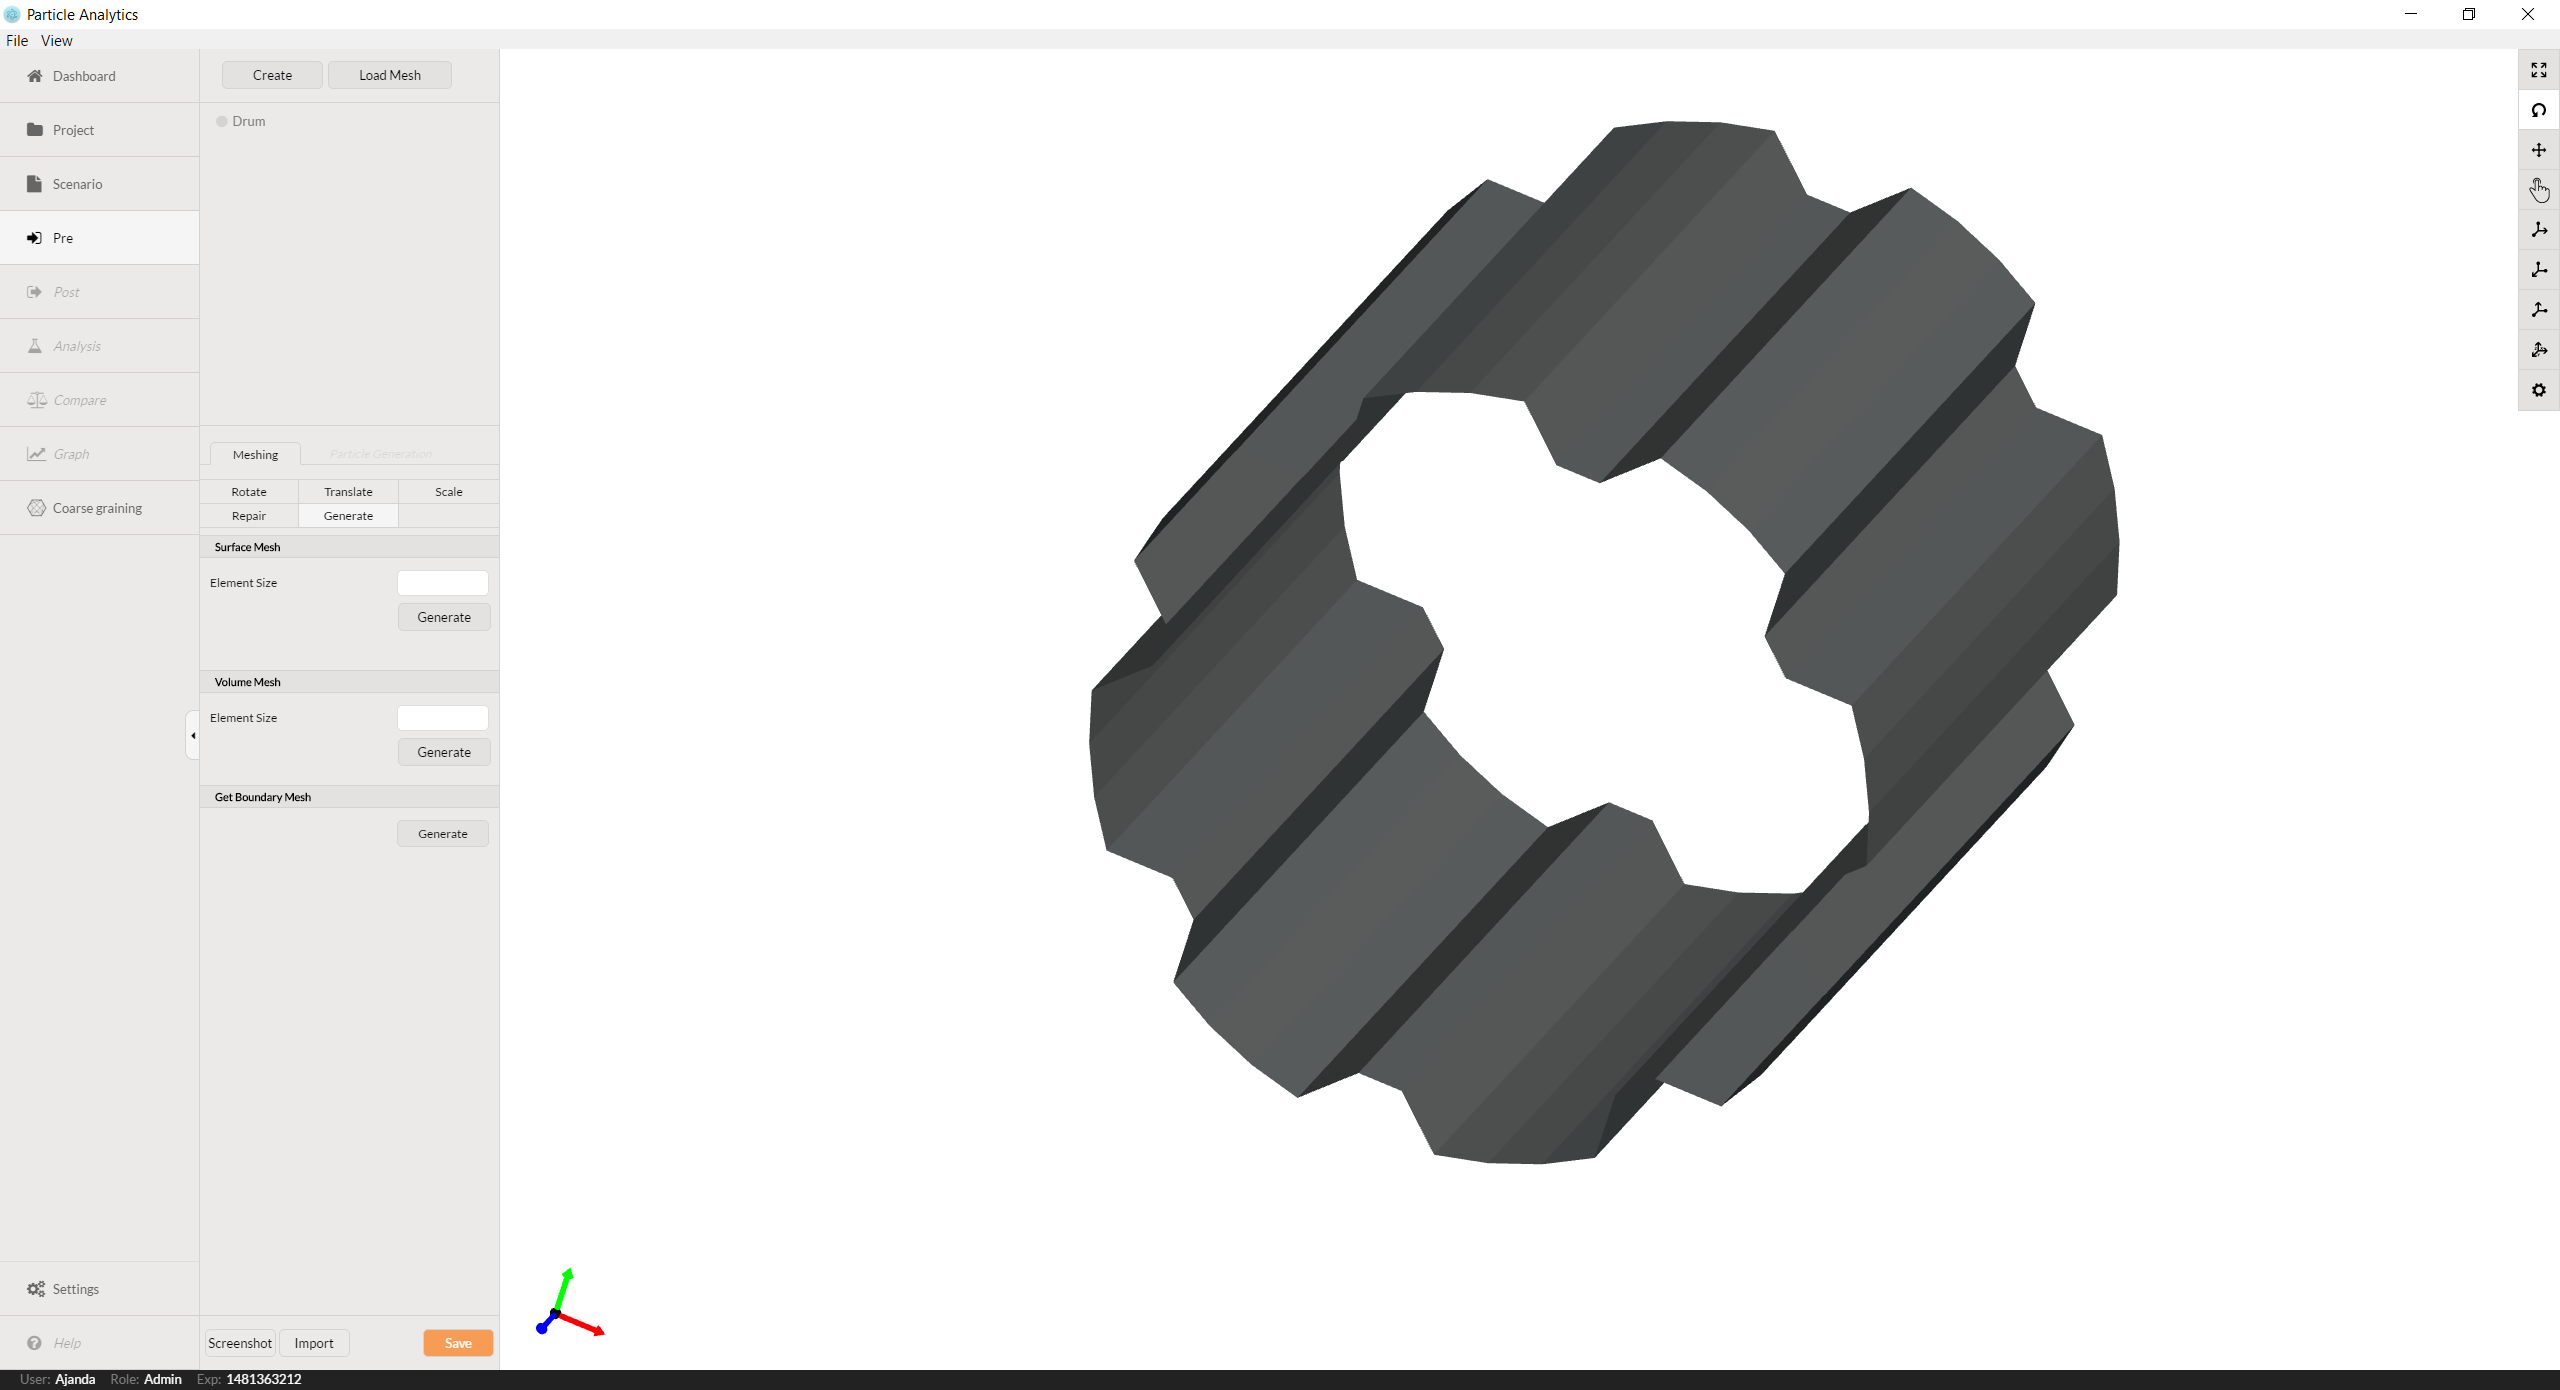 Particle Analytics
File View
Dashboard
Project
Scenario
Pre
Post
Analysis
Compare
Graph
Coarse graining
Settings
Help
Create Load Mesh
Drum
Meshing Particle Generation
Rotate Translate Scale
Repair Generate
Surface Mesh
Element Size
Generate
Volume Mesh
Element Size
Generate
Get Boundary Mesh
Generate
Screenshot Import Save
User: Ajanda Role: Admin Exp: 1481363212